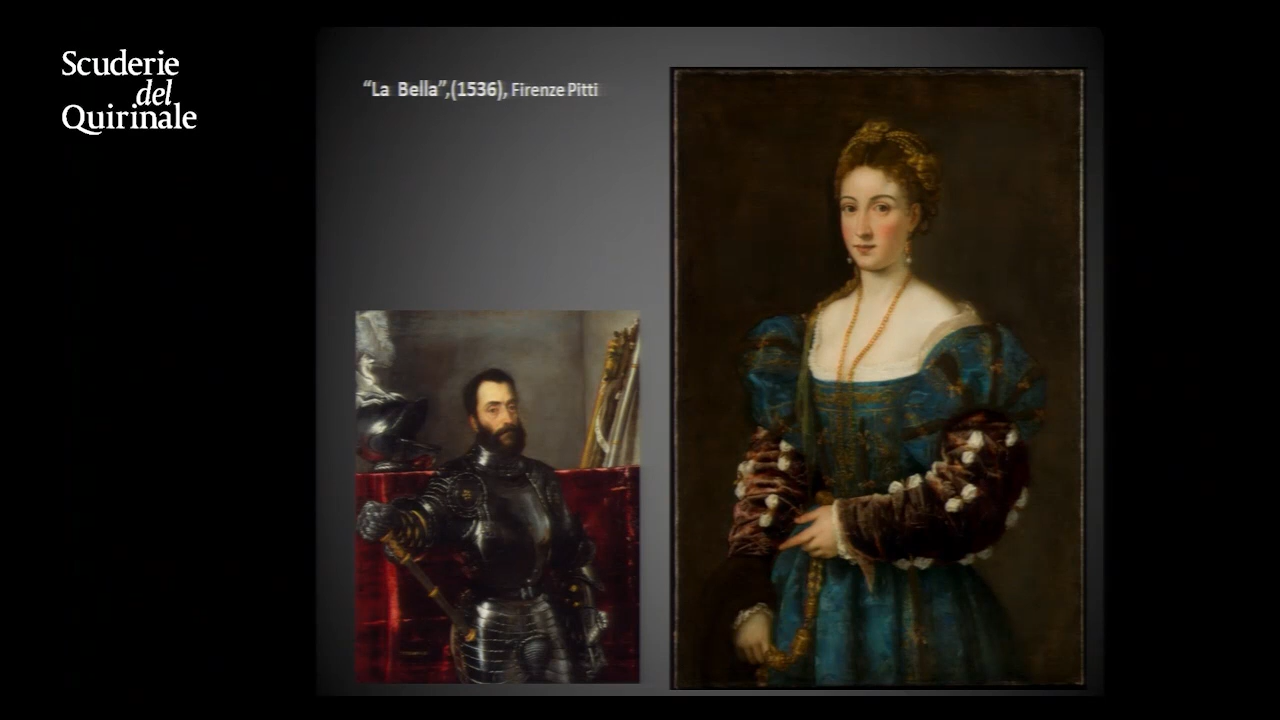 Scuderie
del
Quirinale
“La Bella”,(1536), Firenze Pitti